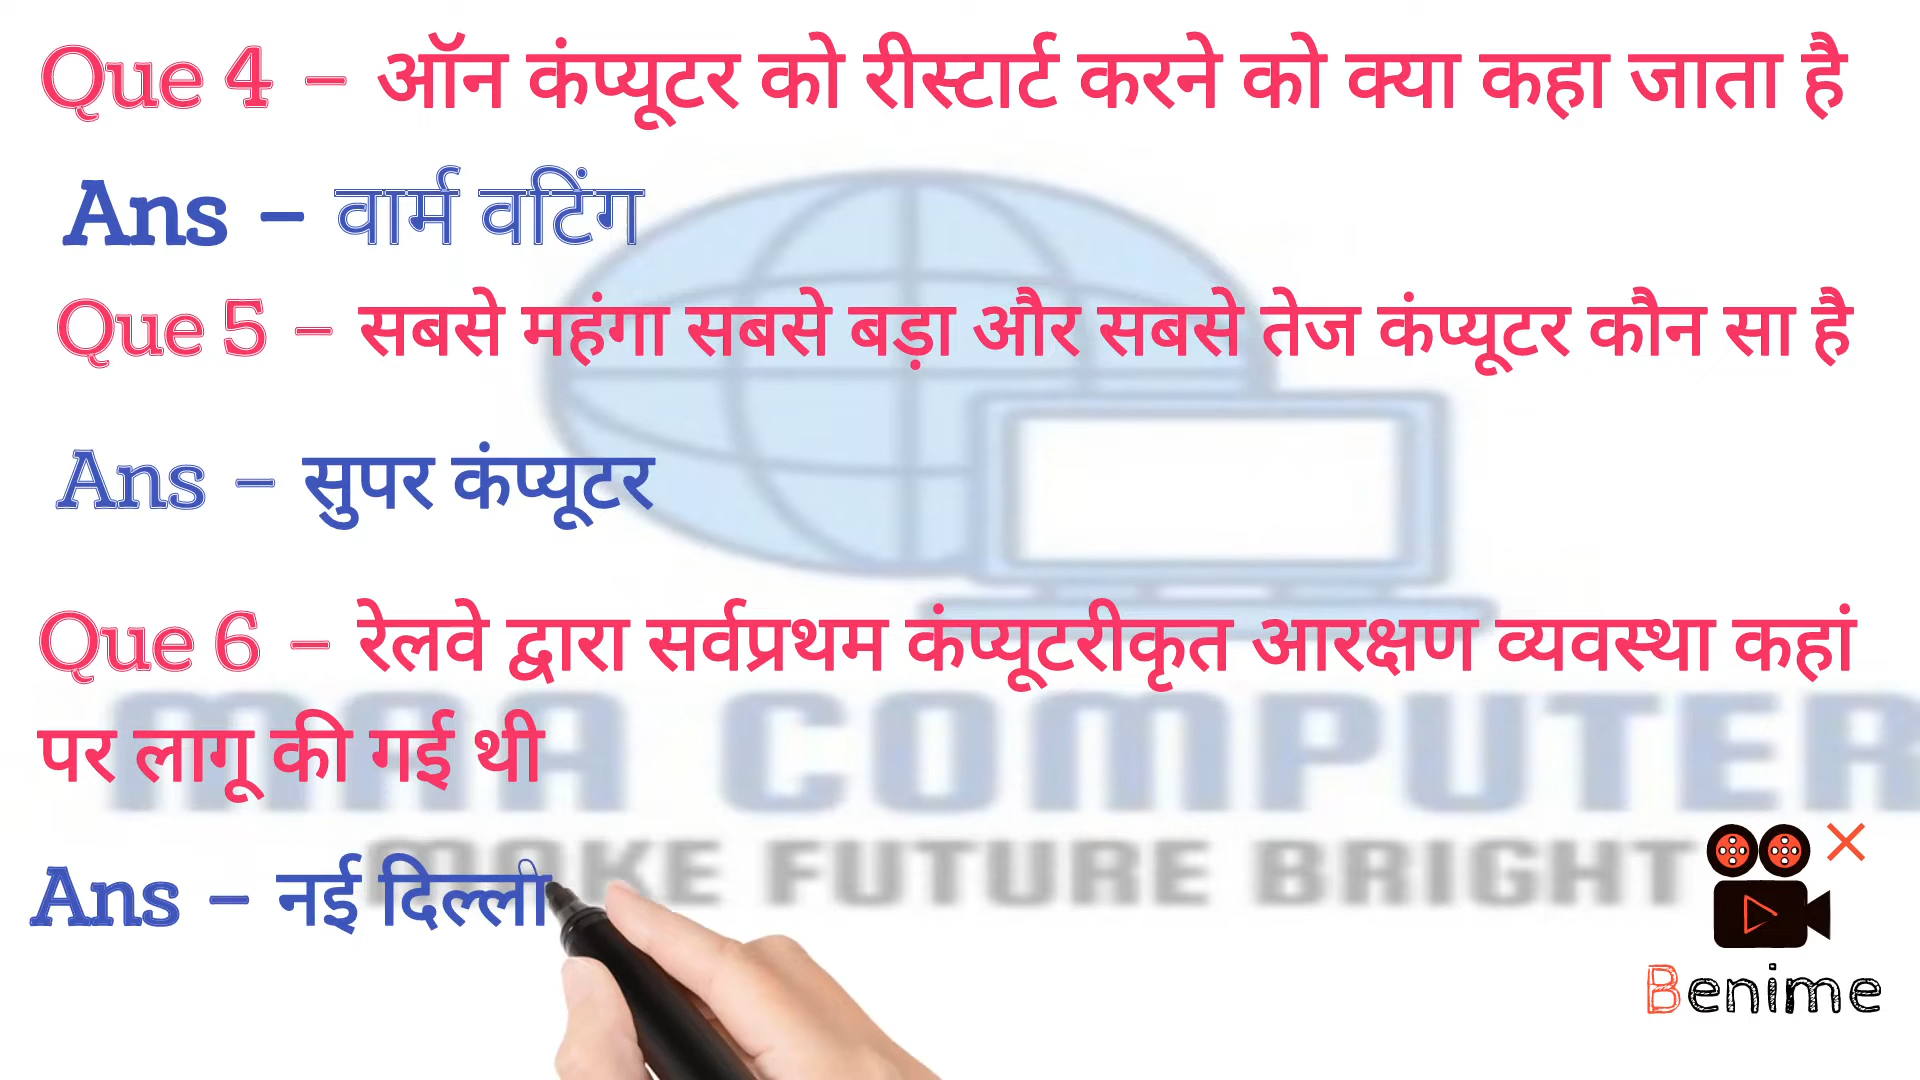 Que 4 – ऑन कंप्यूटर को रीस्टार्ट करने को क्या कहा जाता है
Ans – वार्म वटिंग
Que 5 – सबसे महंगा सबसे बड़ा और सबसे तेज कंप्यूटर कौन सा है
Ans – सुपर कंप्यूटर
Que 6 – रेलवे द्वारा सर्वप्रथम कंप्यूटरीकृत आरक्षण व्यवस्था कहां
पर लागू की गई थी
MAA COMPUTER
MAKE FUTURE BRIGHT
Ans – नई दिल्ली
Benime